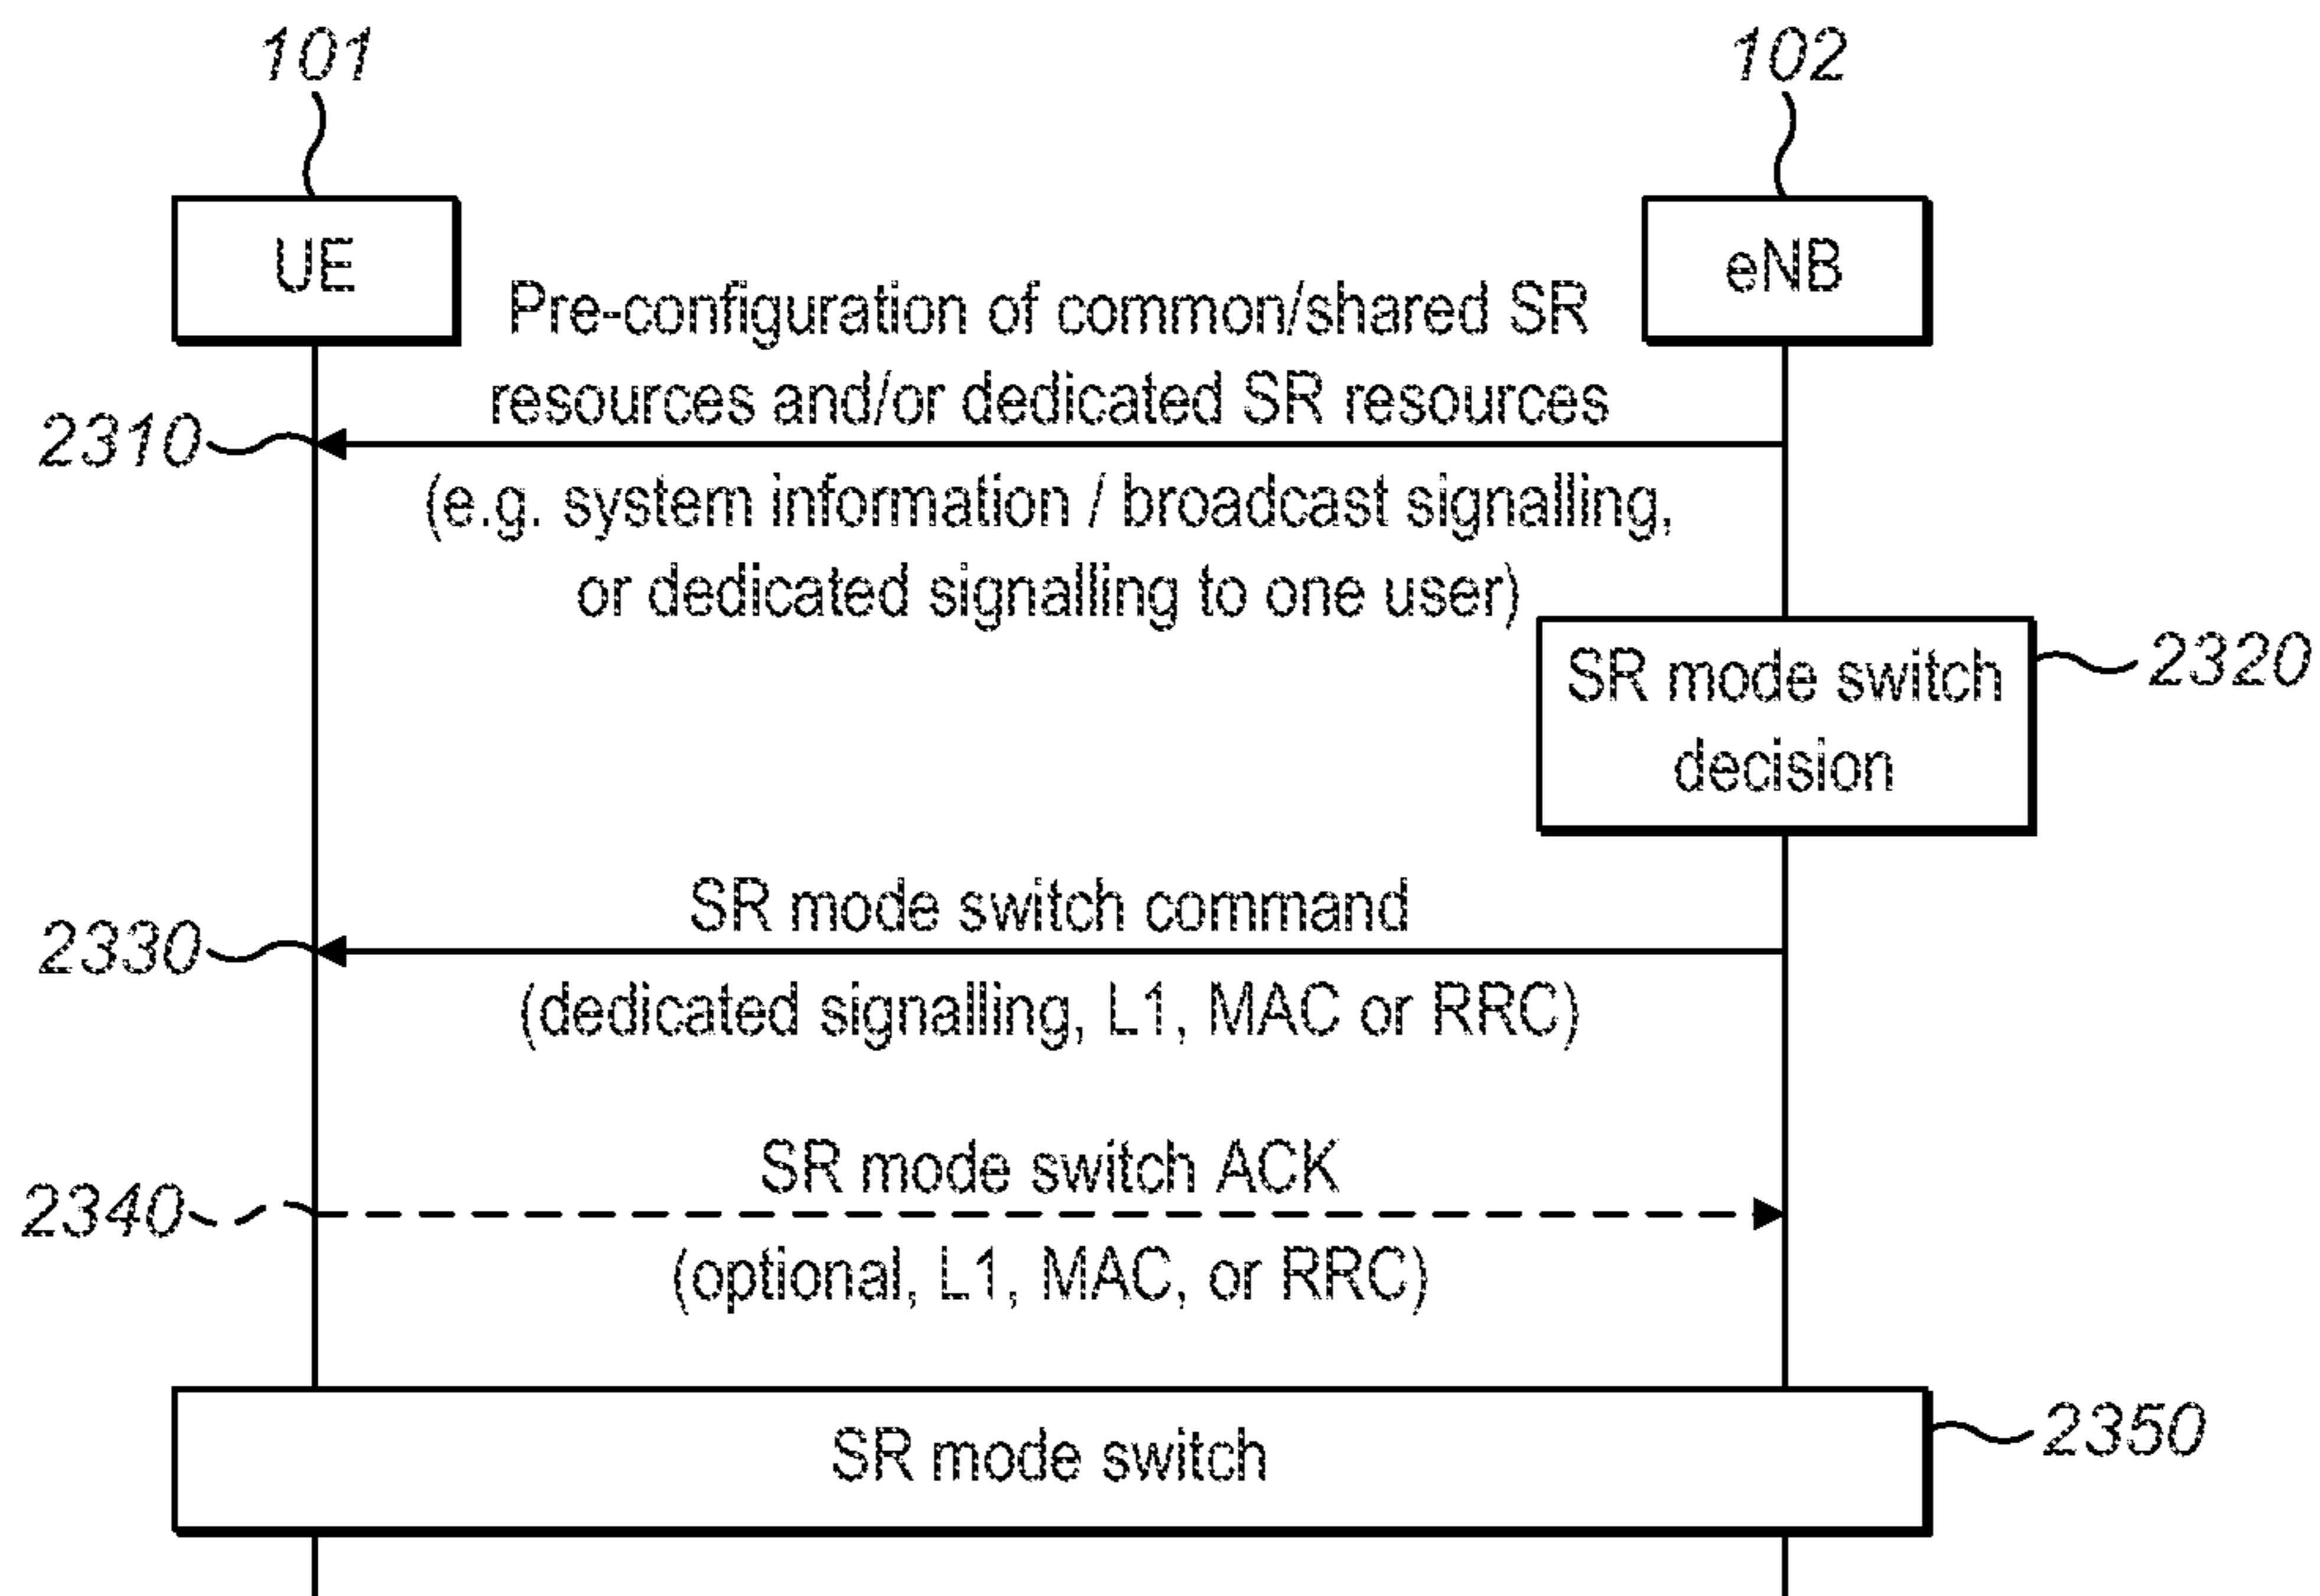 101
102
UE
eNB
Pre-configuration of common/shared SR
resources and/or dedicated SR resources
2310
(e.g. system information / broadcast signalling,
or dedicated signalling to one user)
SR mode switch
decision
2320
SR mode switch command
2330
(dedicated signalling, L1, MAC or RRC)
SR mode switch ACK
2340
(optional, L1, MAC, or RRC)
SR mode switch
2350